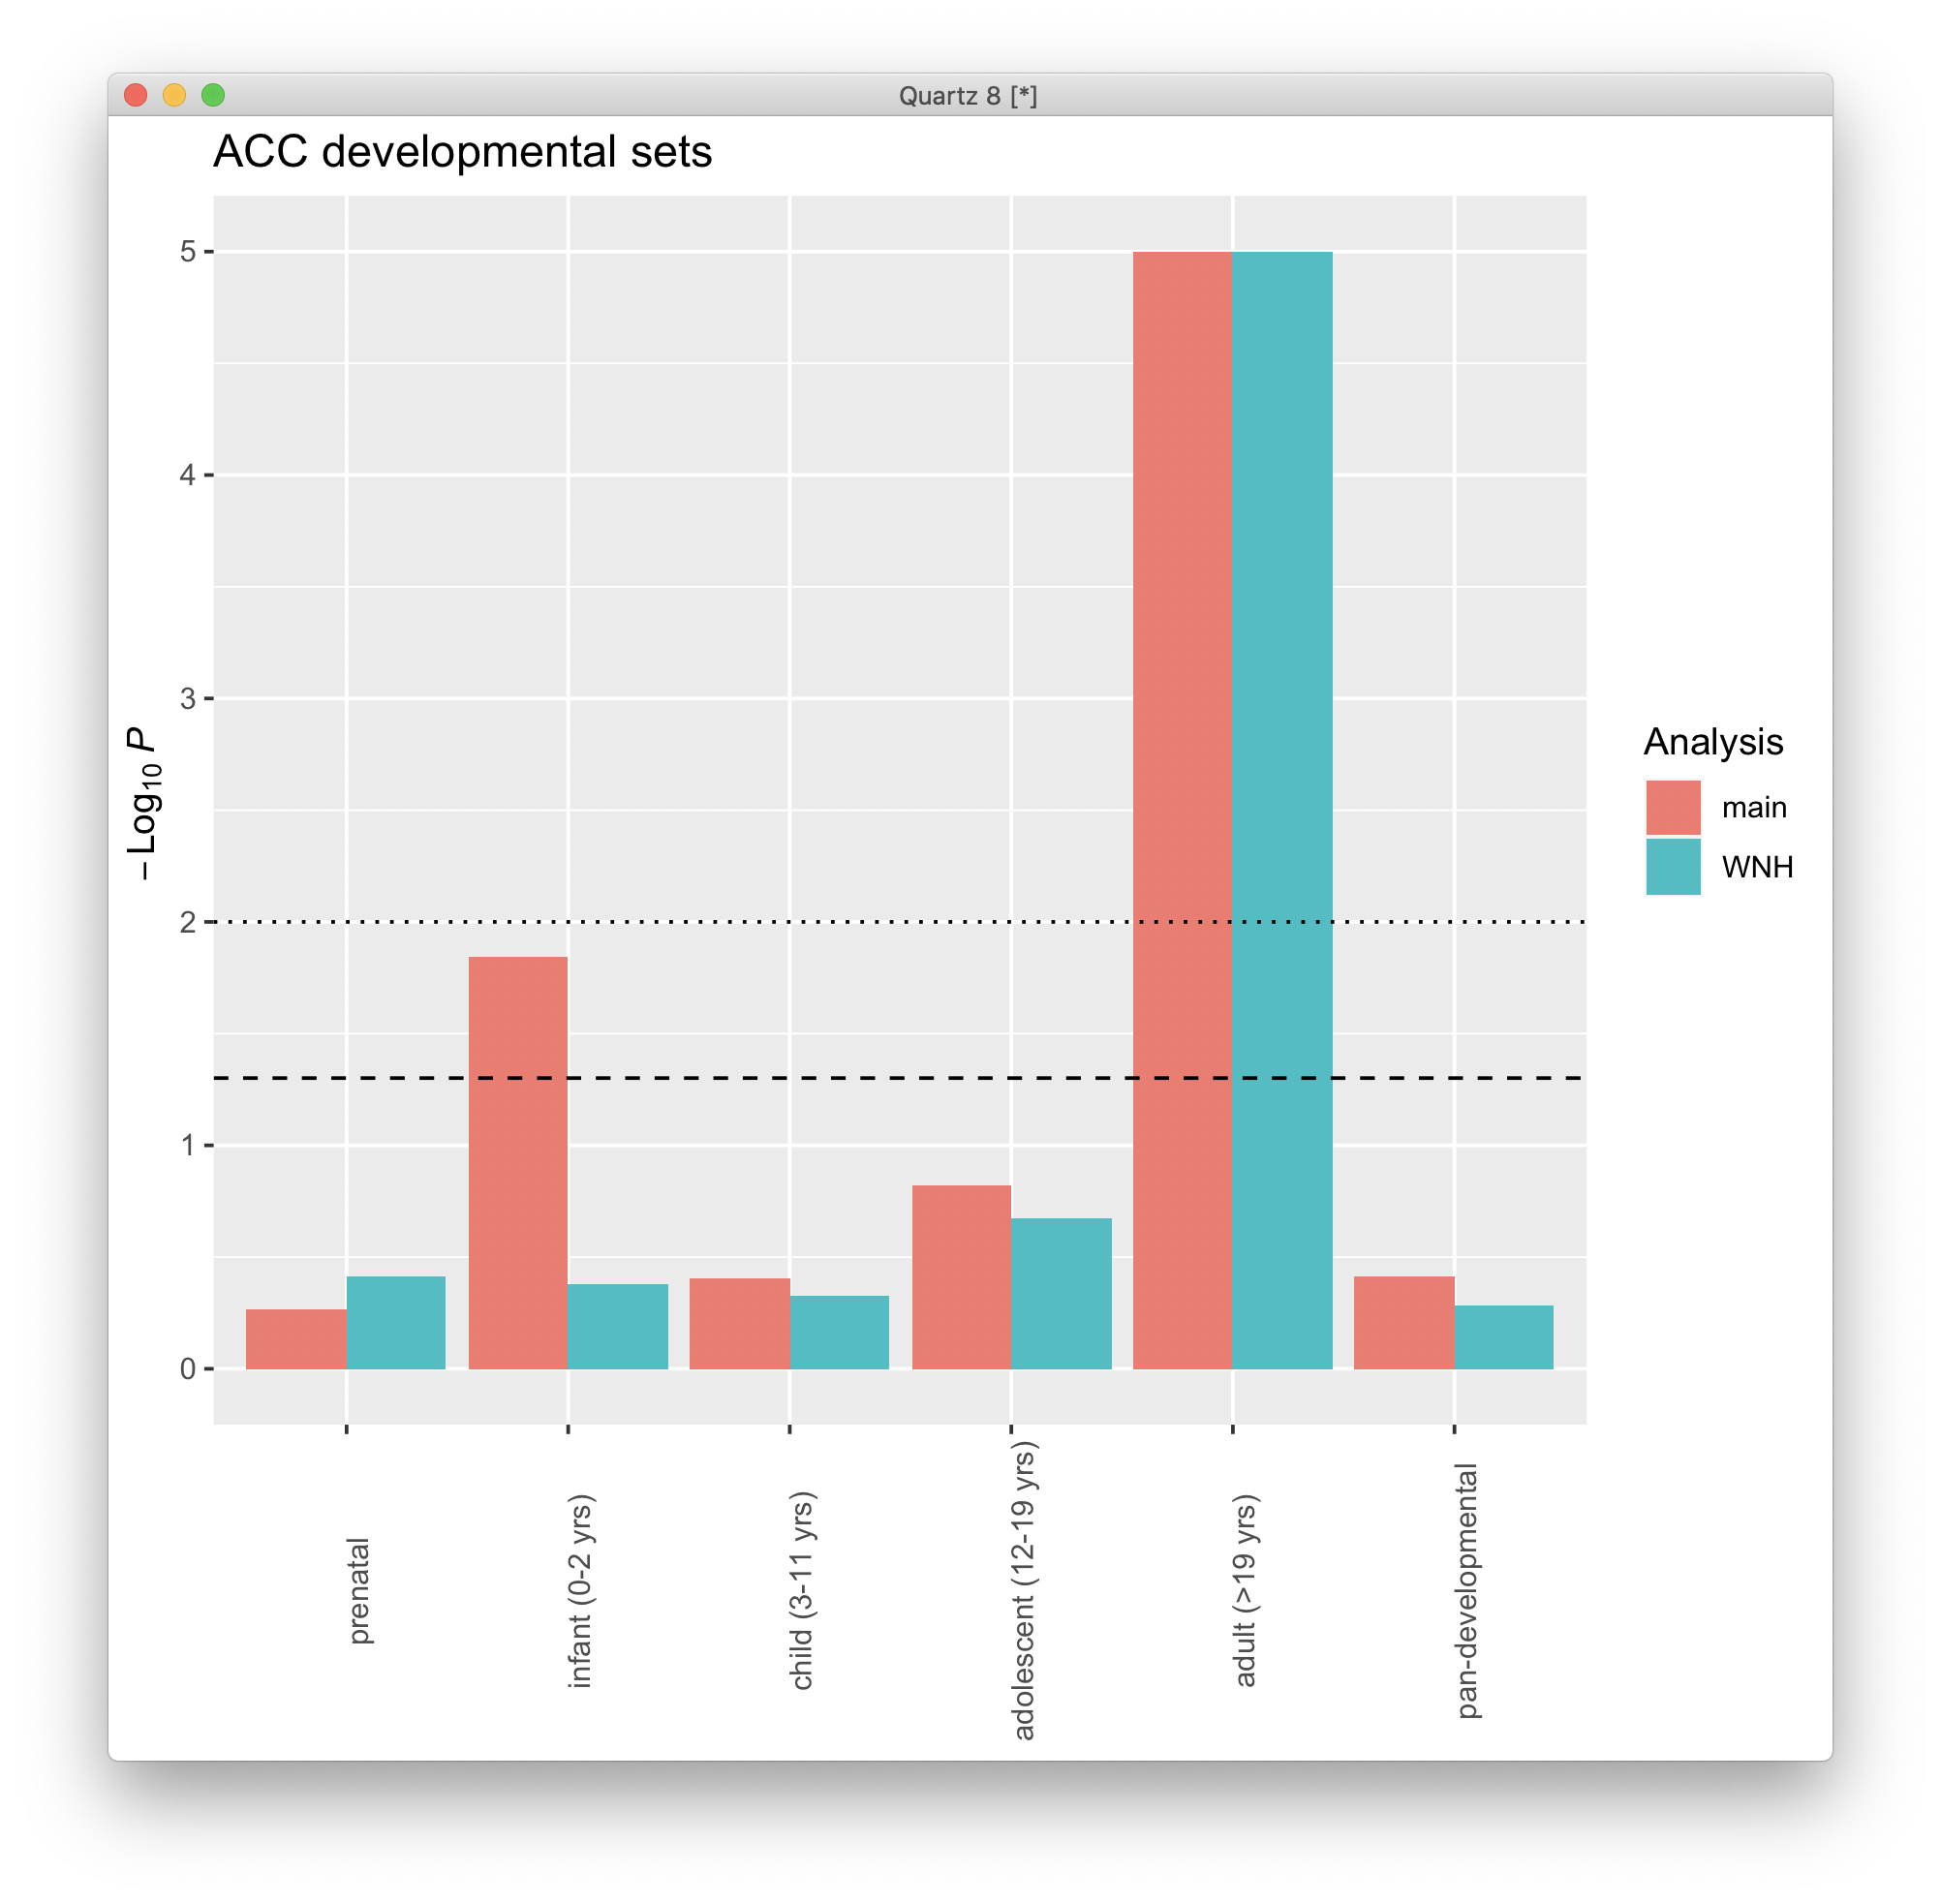 Quartz 8 [*]
ACC developmental sets
5
4
3
2
1
0
−Log10 P
prenatal
infant (0-2 yrs)
child (3-11 yrs)
adolescent (12-19 yrs)
adult (>19 yrs)
pan-developmental
Analysis
main
WNH